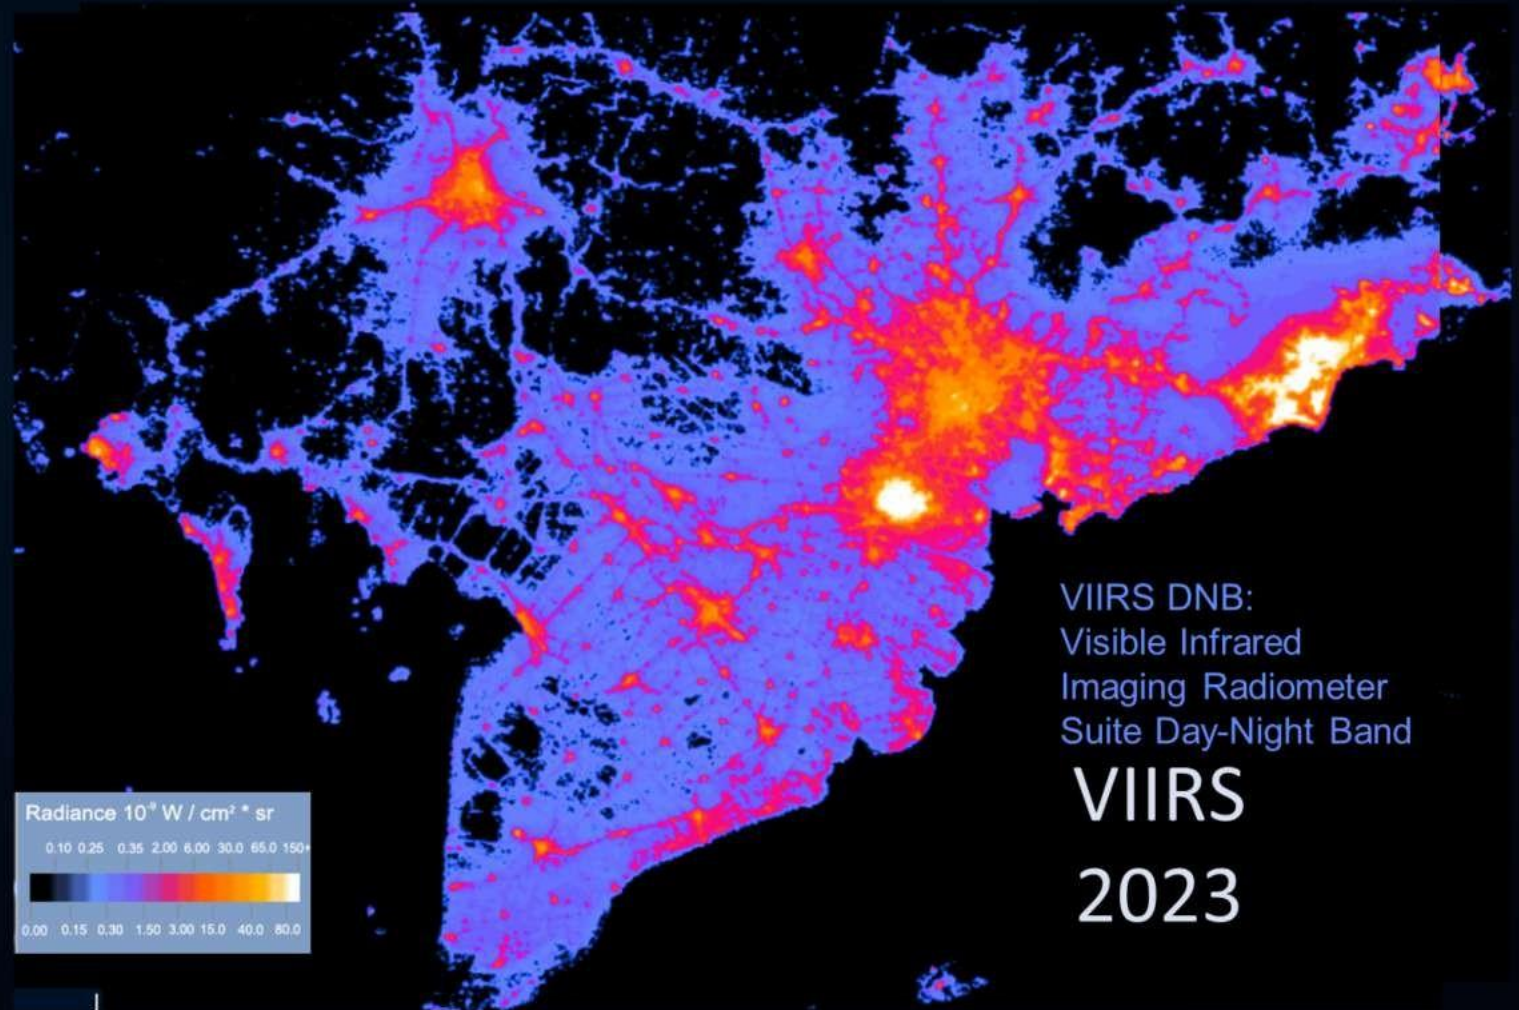 VIIRS DNB:
Visible Infrared
Imaging Radiometer
Suite Day-Night Band
VIIRS
2023
Radiance 10⁻⁹ W / cm² * sr
0.10 0.25 0.35 2.00 6.00 30.0 65.0 150+
0.00 0.15 0.30 1.50 3.00 15.0 40.0 80.0